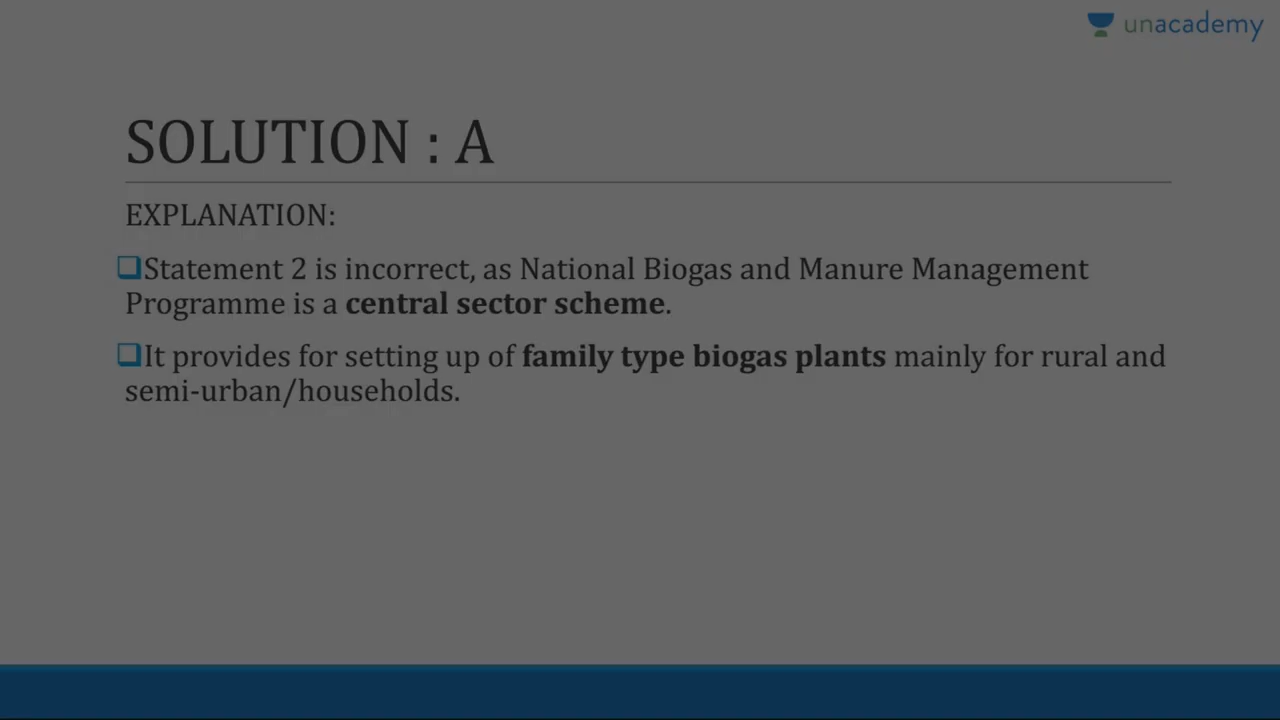 unacademy
SOLUTION : A
EXPLANATION:
Statement 2 is incorrect, as National Biogas and Manure Management
Programme is a central sector scheme.
It provides for setting up of family type biogas plants mainly for rural and
semi-urban/households.